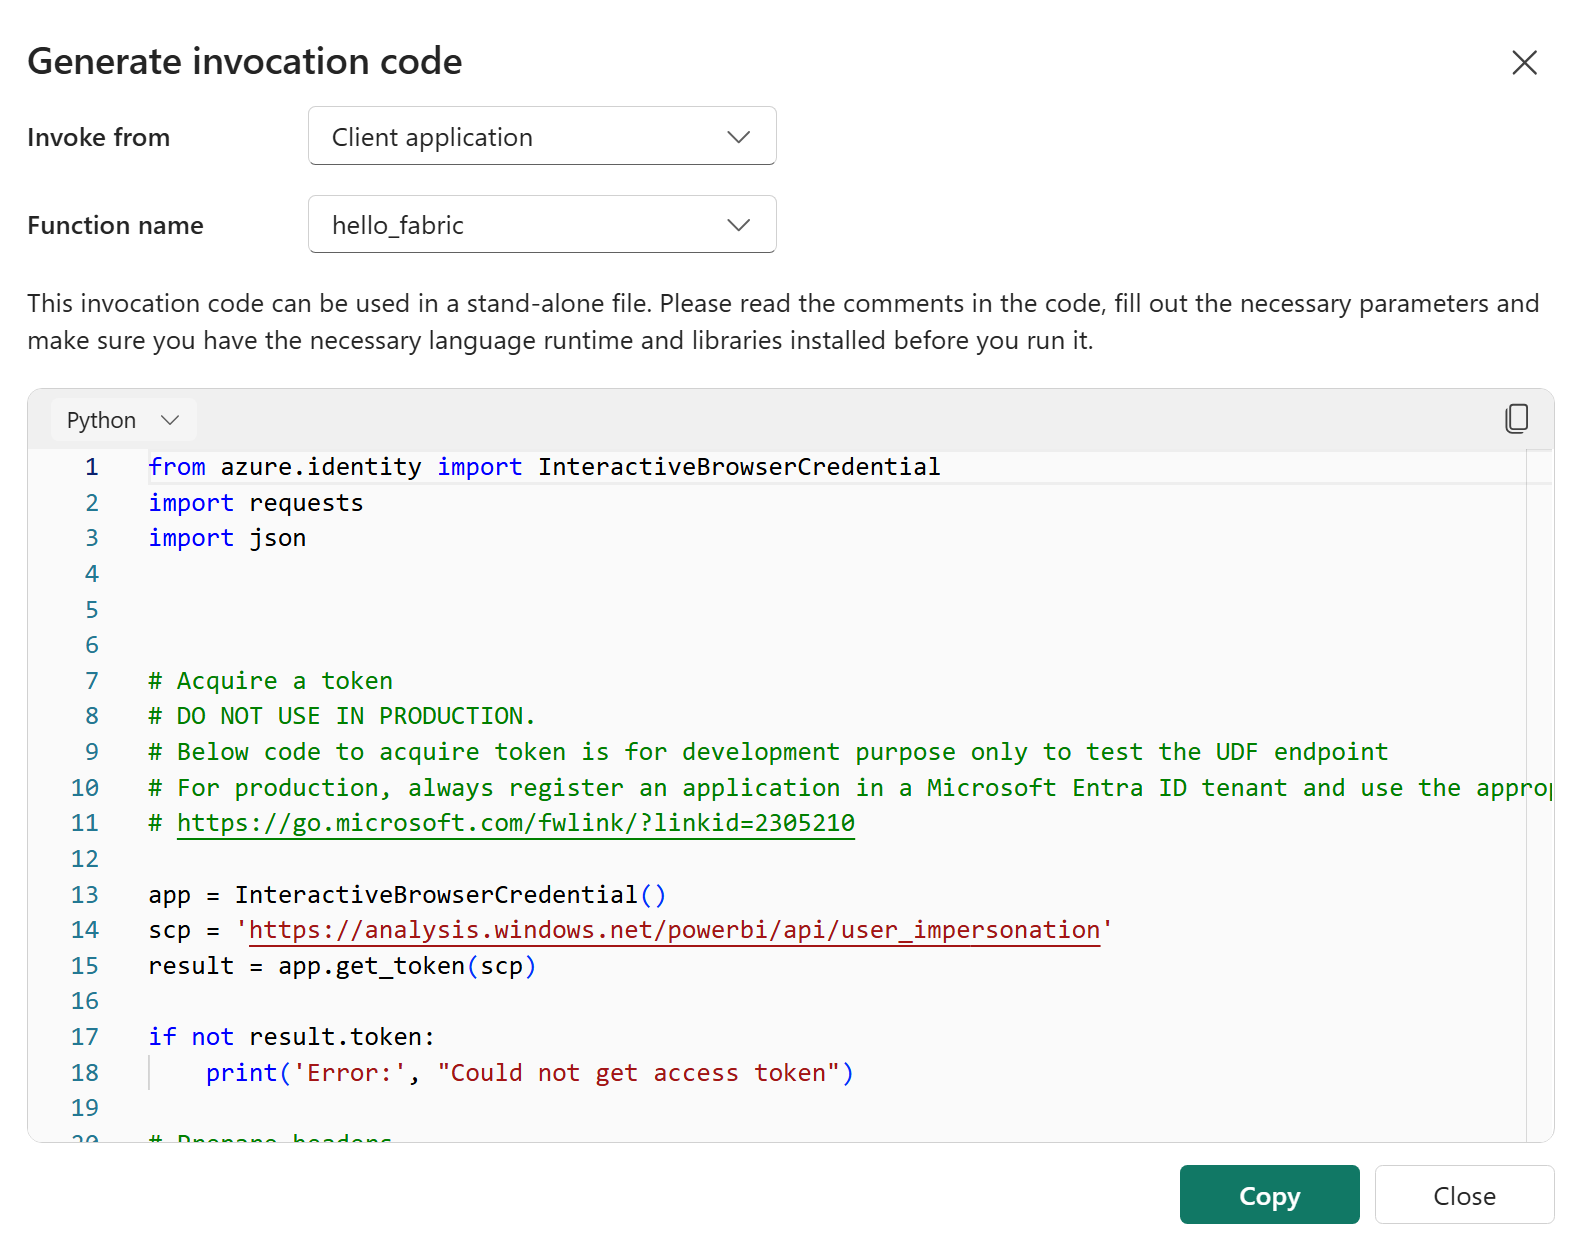 Generate invocation code
Invoke from
Client application
Function name
hello_fabric
This invocation code can be used in a stand-alone file. Please read the comments in the code, fill out the necessary parameters and
make sure you have the necessary language runtime and libraries installed before you run it.
Python
1 from azure.identity import InteractiveBrowserCredential
2 import requests
3 import json
4
5
6
7 # Acquire a token
8 # DO NOT USE IN PRODUCTION.
9 # Below code to acquire token is for development purpose only to test the UDF endpoint
10 # For production, always register an application in a Microsoft Entra ID tenant and use the
11 # https://go.microsoft.com/fwlink/?linkid=2305210
12
13 app = InteractiveBrowserCredential()
14 scp = 'https://analysis.windows.net/powerbi/api/user_impersonation'
15 result = app.get_token(scp)
16
17 if not result.token:
18     print('Error:', "Could not get access token")
19
20 # Prepare headers
Copy
Close